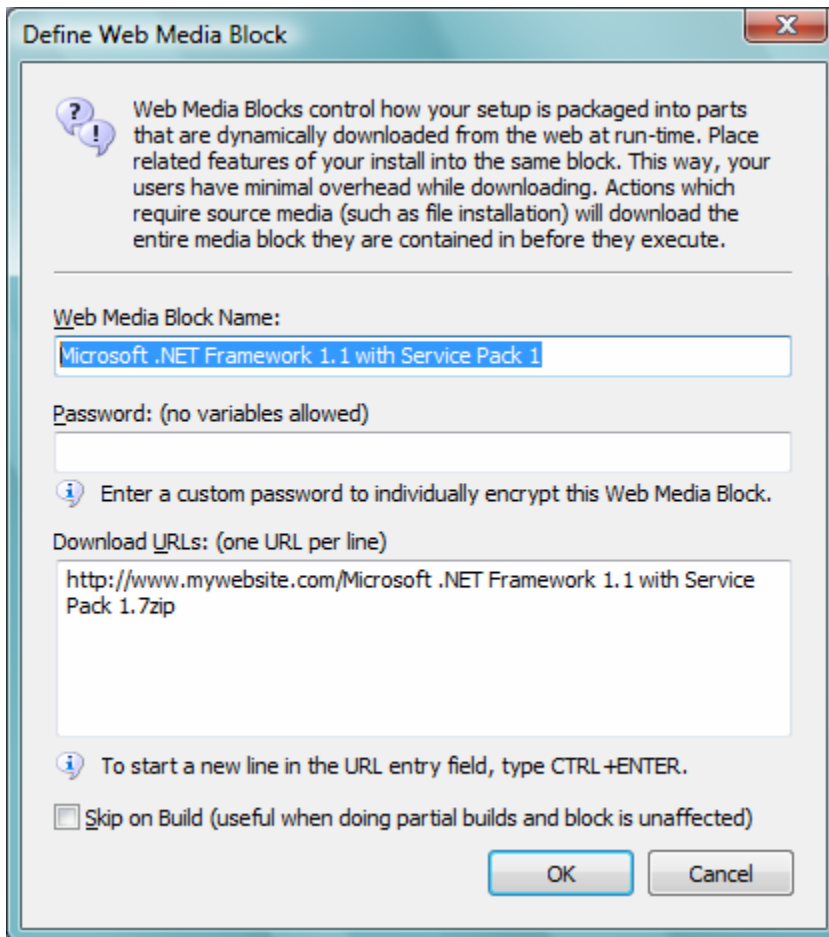 Define Web Media Block
Web Media Blocks control how your setup is packaged into parts
that are dynamically downloaded from the web at run-time. Place
related features of your install into the same block. This way, your
users have minimal overhead while downloading. Actions which
require source media (such as file installation) will download the
entire media block they are contained in before they execute.
Web Media Block Name:
Microsoft .NET Framework 1.1 with Service Pack 1
Password: (no variables allowed)
Enter a custom password to individually encrypt this Web Media Block.
Download URLs: (one URL per line)
http://www.mywebsite.com/Microsoft .NET Framework 1.1 with Service
Pack 1.7zip
To start a new line in the URL entry field, type CTRL+ENTER.
Skip on Build (useful when doing partial builds and block is unaffected)
OK Cancel